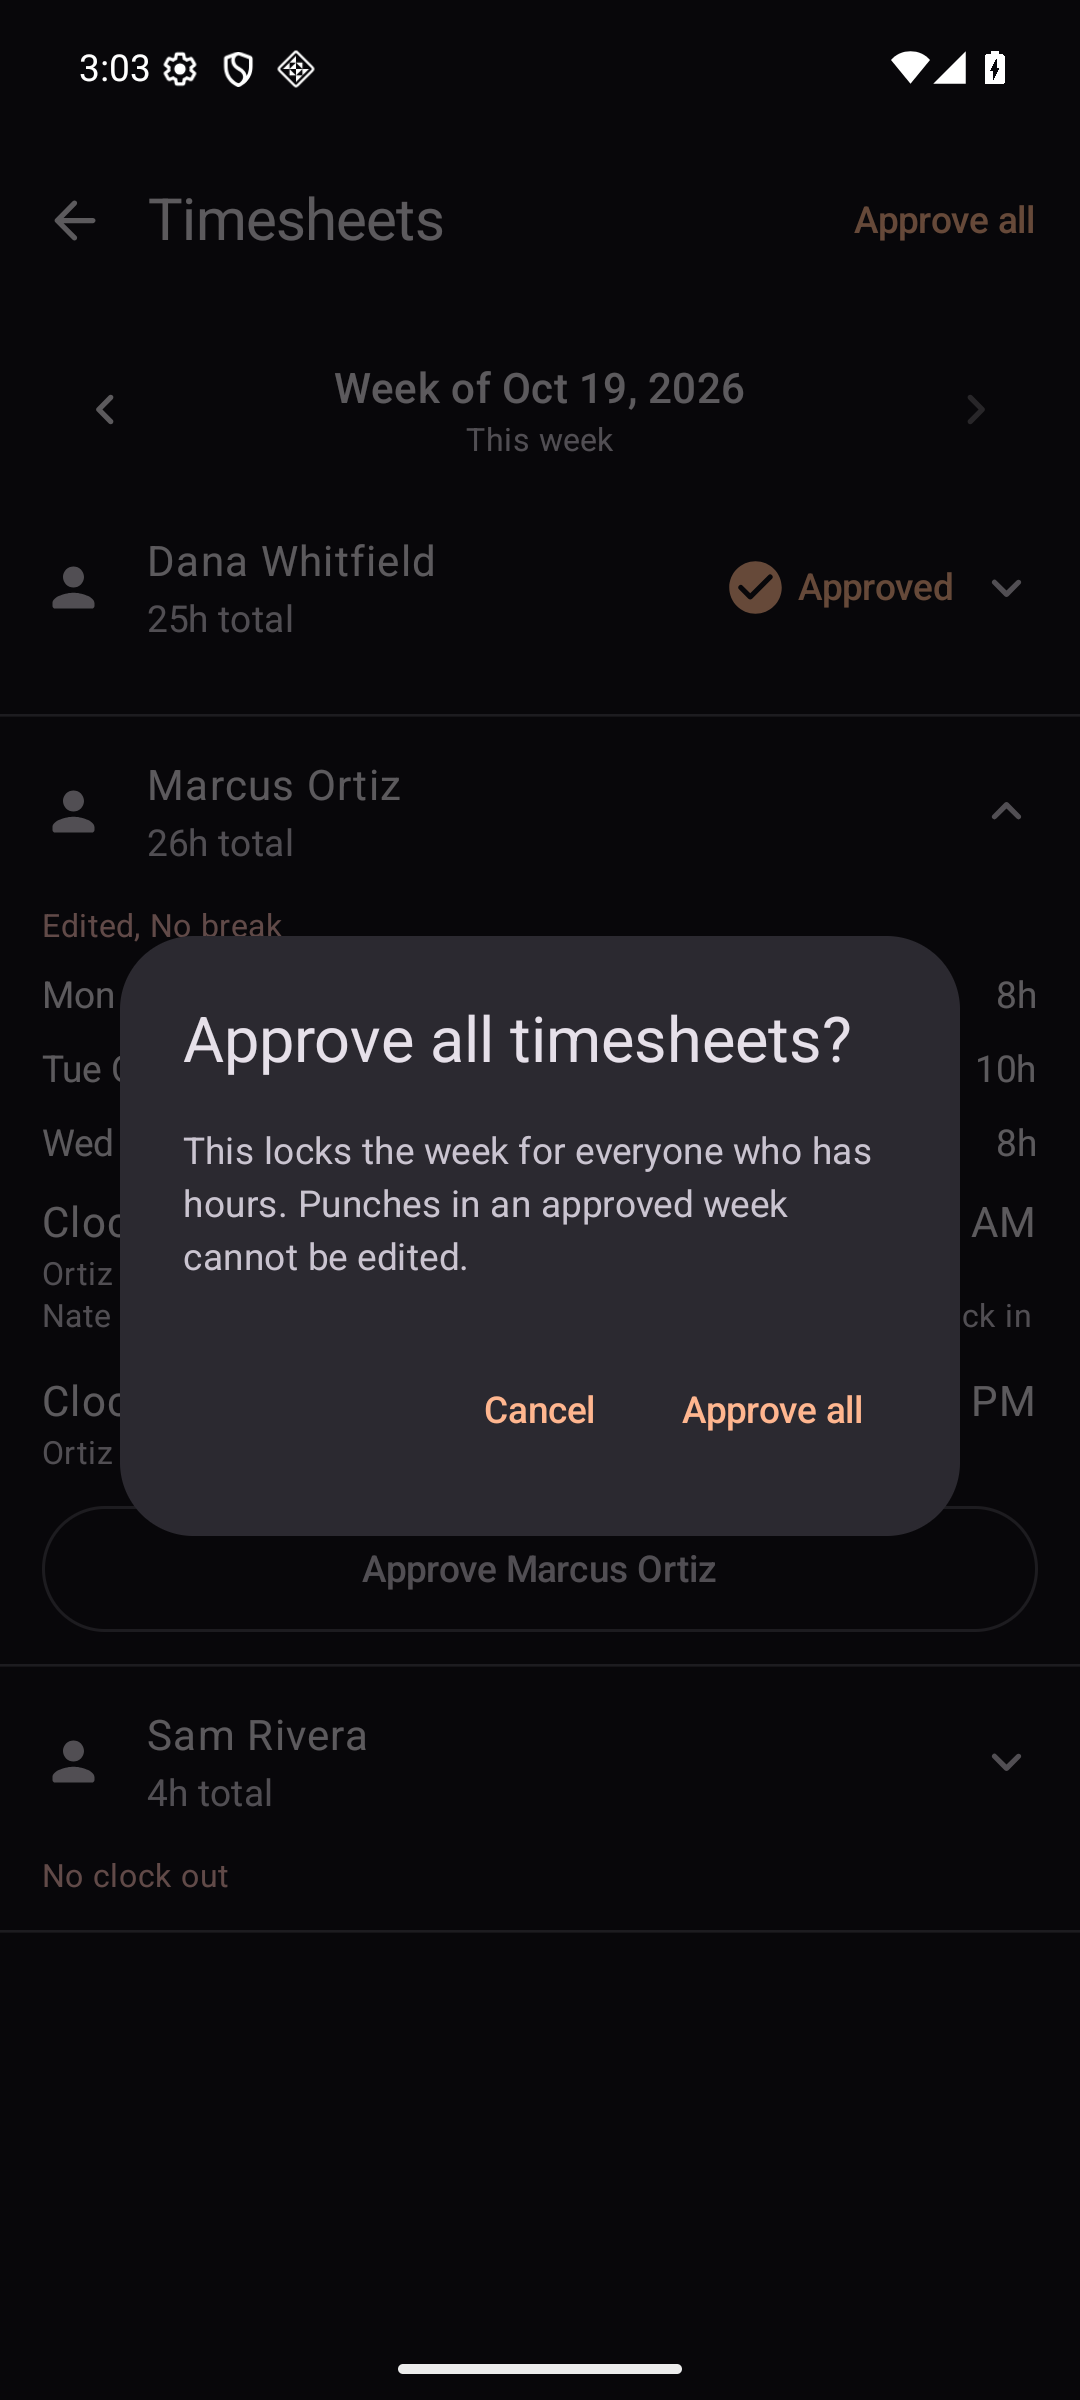 3:03
Timesheets
Approve all
Week of Oct 19, 2026
This week
Dana Whitfield
25h total
Approved
Marcus Ortiz
26h total
Edited, No break
Mon
8h
Tue
10h
Wed
8h
Approve all timesheets?
This locks the week for everyone who has
hours. Punches in an approved week
cannot be edited.
Cancel
Approve all
AM
Ortiz
Nate
ck in
PM
Ortiz
Approve Marcus Ortiz
Sam Rivera
4h total
No clock out